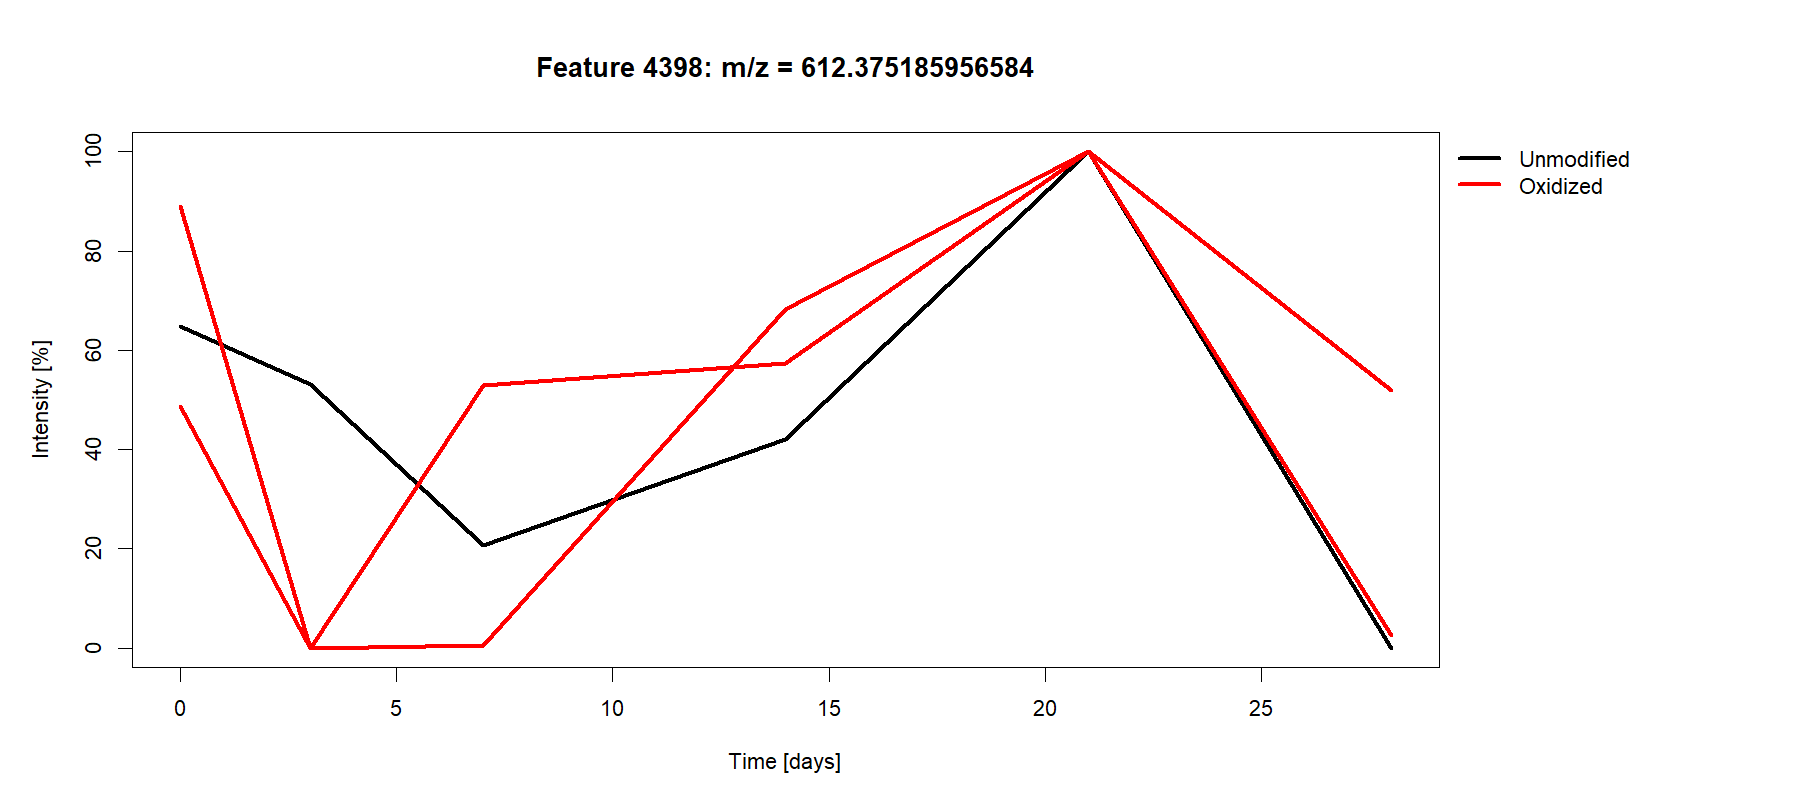 Feature 4398: m/z = 612.375185956584
Unmodified
Oxidized
100
80
60
40
20
0
Intensity [%]
0 5 10 15 20 25
Time [days]